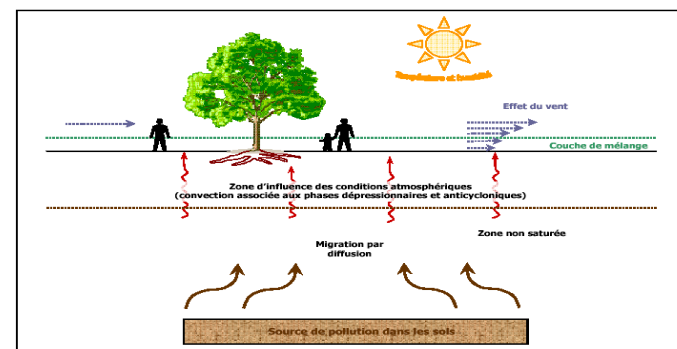 Température et humidité
Effet du vent
Couche de mélange
Zone d'influence des conditions atmosphériques
(convection associée aux phases dépressionnaires et anticycloniques)
Zone non saturée
Migration par
diffusion
Source de pollution dans les sols